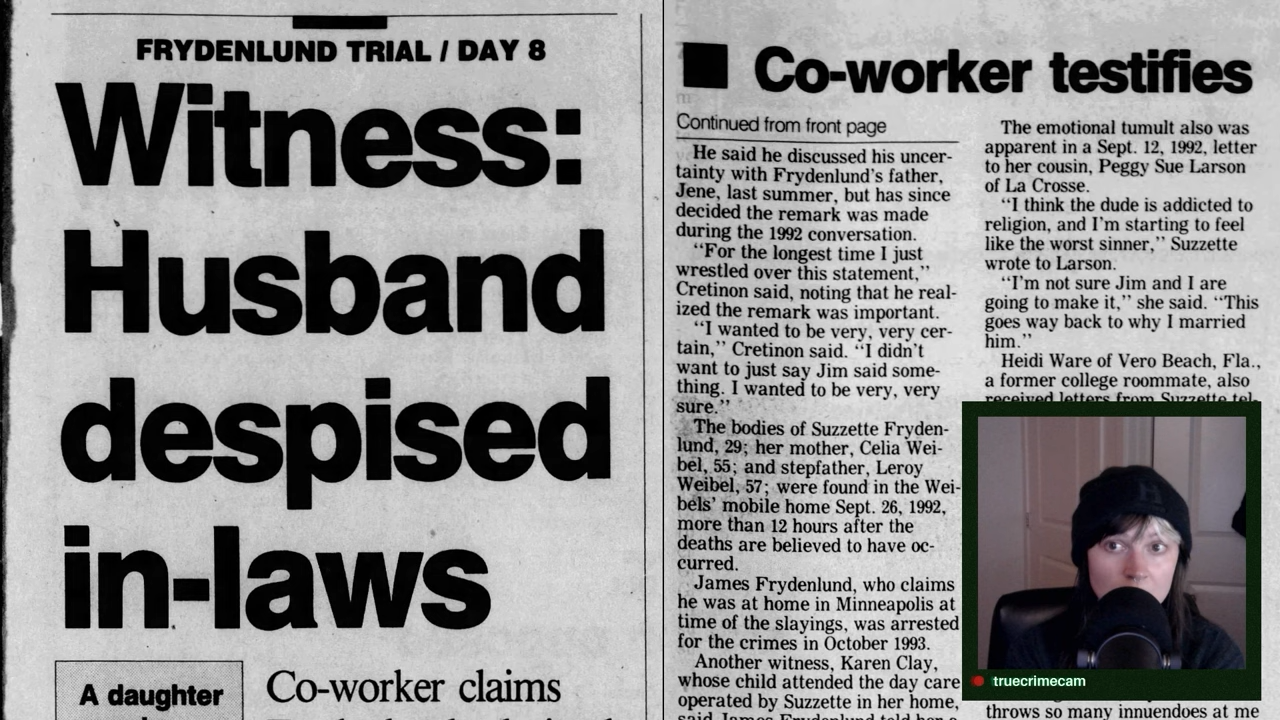 FRYDENLUND TRIAL / DAY 8
Witness:
Husband
despised
in-laws
A daughter
Co-worker claims
Co-worker testifies
Continued from front page
He said he discussed his uncer-
tainty with Frydenlund's father,
Jene, last summer, but has since
decided the remark was made
during the 1992 conversation.
"For the longest time I just
wrestled over this statement,"
Cretinon said, noting that he real-
ized the remark was important.
"I wanted to be very, very cer-
tain," Cretinon said. "I didn't
want to just say Jim said some-
thing. I wanted to be very, very
sure."
The bodies of Suzzette Fryden-
lund, 29; her mother, Celia Wei-
bel, 55; and stepfather, Leroy
Weibel, 57; were found in the Wei-
bels' mobile home Sept. 26, 1992,
more than 12 hours after the
deaths are believed to have oc-
curred.
James Frydenlund, who claims
he was at home in Minneapolis at
time of the slayings, was arrested
for the crimes in October 1993.
Another witness, Karen Clay,
whose child attended the day care
operated by Suzzette in her home,
said James Frydenlund told her
The emotional tumult also was
apparent in a Sept. 12, 1992, letter
to her cousin, Peggy Sue Larson
of La Crosse.
"I think the dude is addicted to
religion, and I'm starting to feel
like the worst sinner," Suzzette
wrote to Larson.
"I'm not sure Jim and I are
going to make it," she said. "This
goes way back to why I married
him."
Heidi Ware of Vero Beach, Fla.,
a former college roommate, also
received letters from Suzzette tel-
throws so many innuendoes at me
truecrimecam